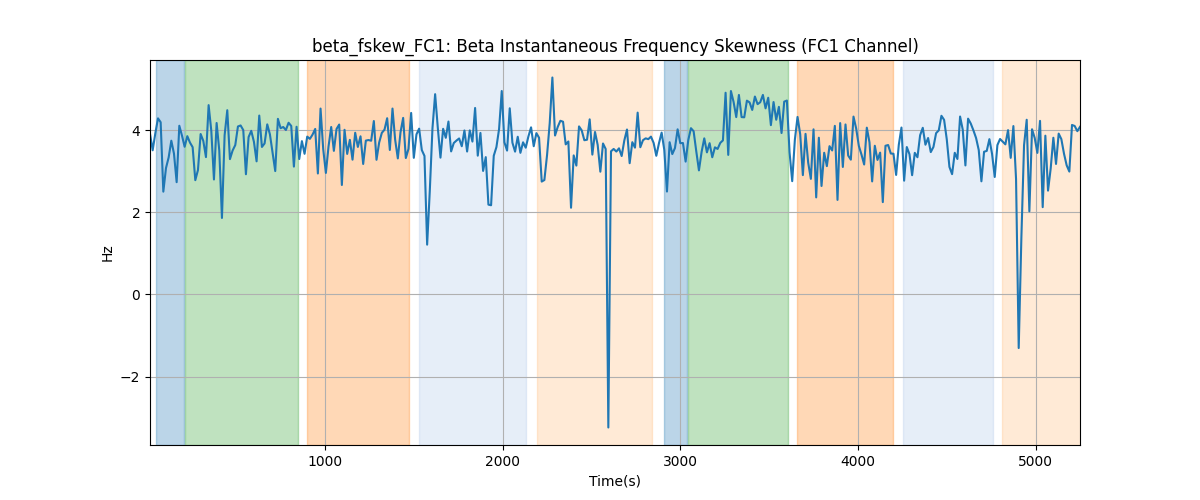 beta_fskew_FC1: Beta Instantaneous Frequency Skewness (FC1 Channel)
Hz
4
2
0
−2
1000 2000 3000 4000 5000
Time(s)